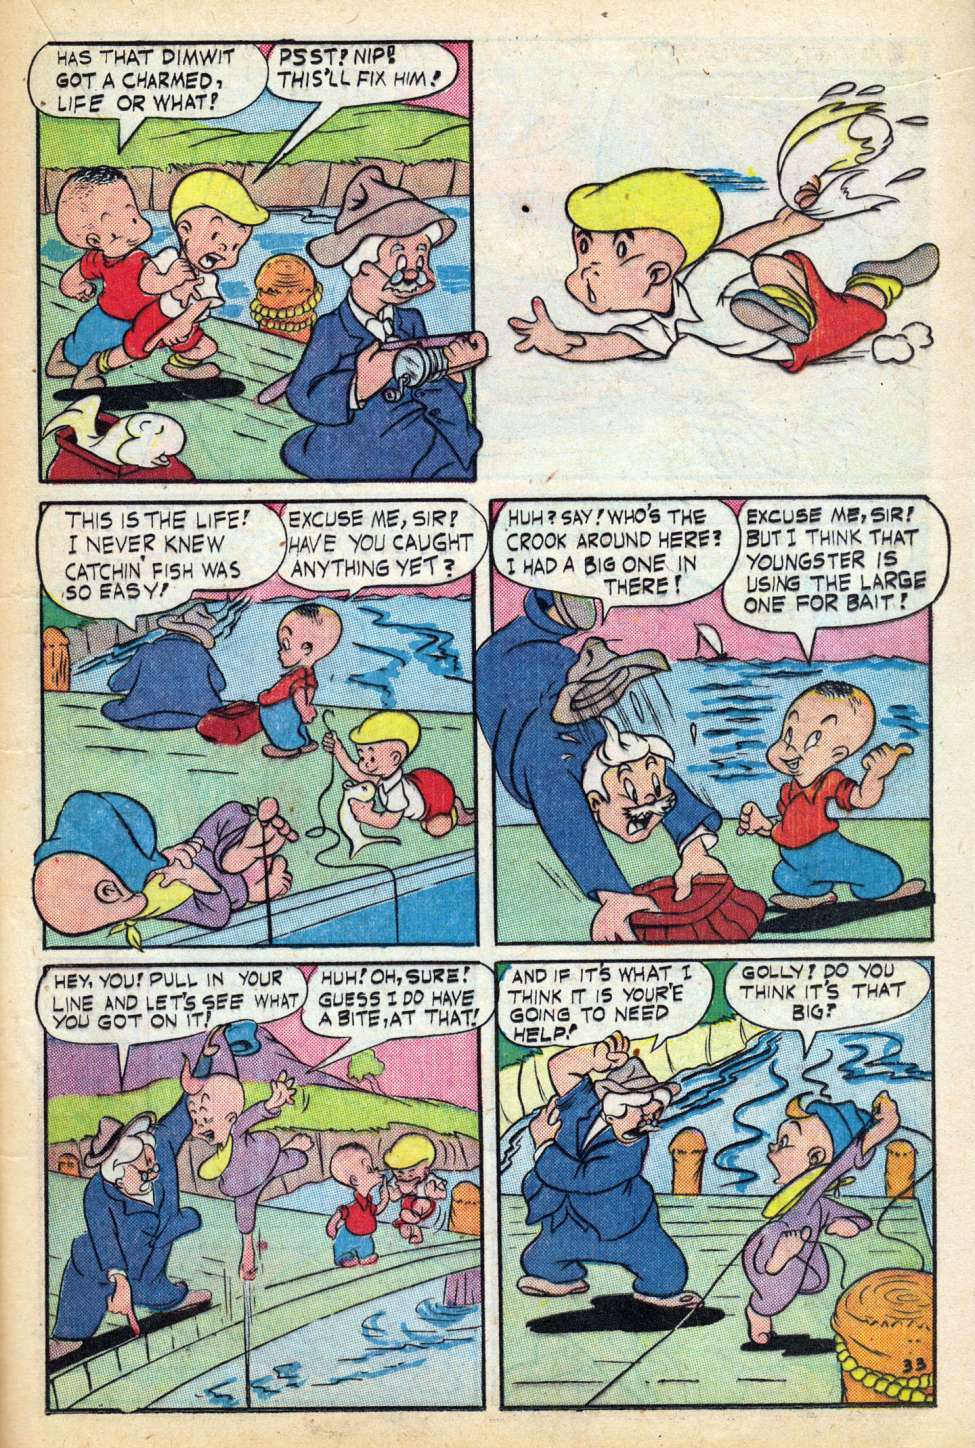 HAS THAT DIMWIT
GOT A CHARMED,
LIFE OR WHAT!
PSST! NIP!
THIS'LL FIX HIM!
THIS IS THE LIFE!
I NEVER KNEW
CATCHIN' FISH WAS
SO EASY!
EXCUSE ME, SIR!
HAVE YOU CAUGHT
ANYTHING YET?
HUH? SAY! WHO'S THE
CROOK AROUND HERE?
I HAD A BIG ONE IN
THERE!
EXCUSE ME, SIR!
BUT I THINK THAT
YOUNGSTER IS
USING THE LARGE
ONE FOR BAIT!
HEY, YOU! PULL IN YOUR
LINE AND LET'S SEE WHAT
YOU GOT ON IT!
HUH! OH, SURE!
GUESS I DO HAVE
A BITE, AT THAT!
AND IF IT'S WHAT I
THINK IT IS YOUR'E
GOING TO NEED
HELP!
GOLLY! DO YOU
THINK IT'S THAT
BIG?
33